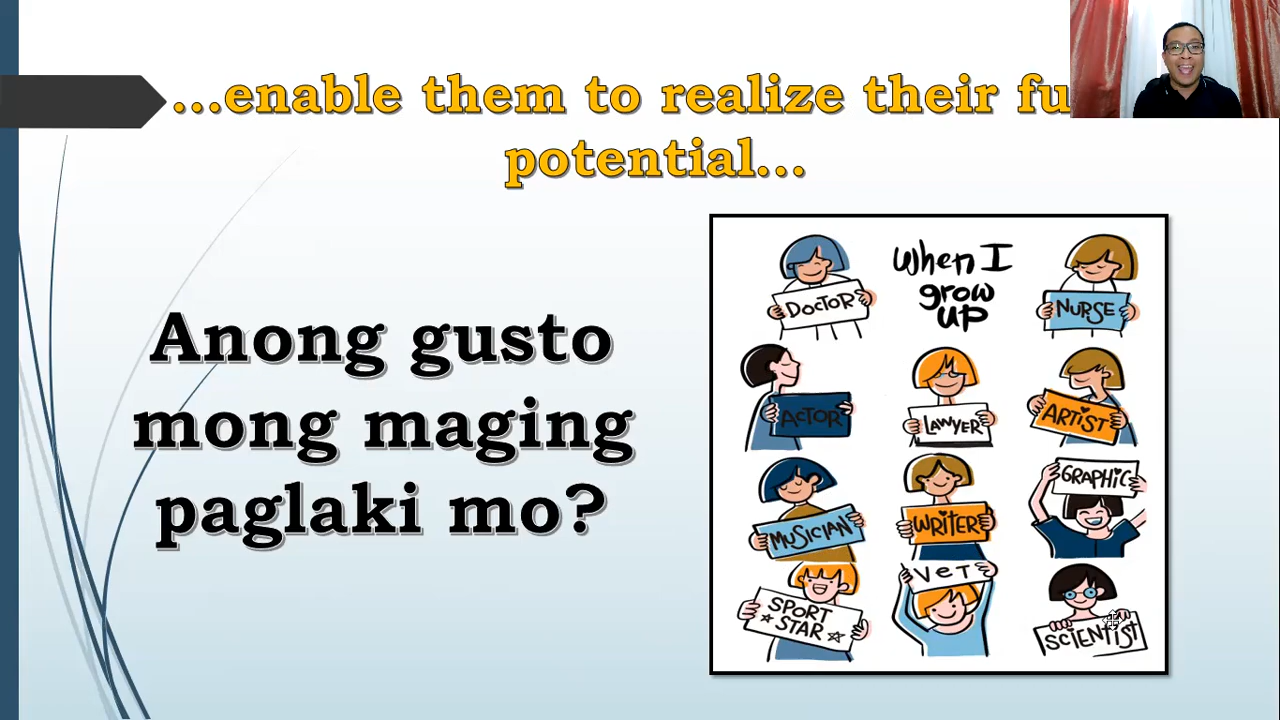 ...enable them to realize their fu
potential...
Anong gusto
mong maging
paglaki mo?
When I
grow
UP
DOCTOR
NURSE
ACTOR
LAWYER
ARTIST
MUSICIAN
WRITER
GRAPHIC
SPORT
STAR
VET
SCIENTIST